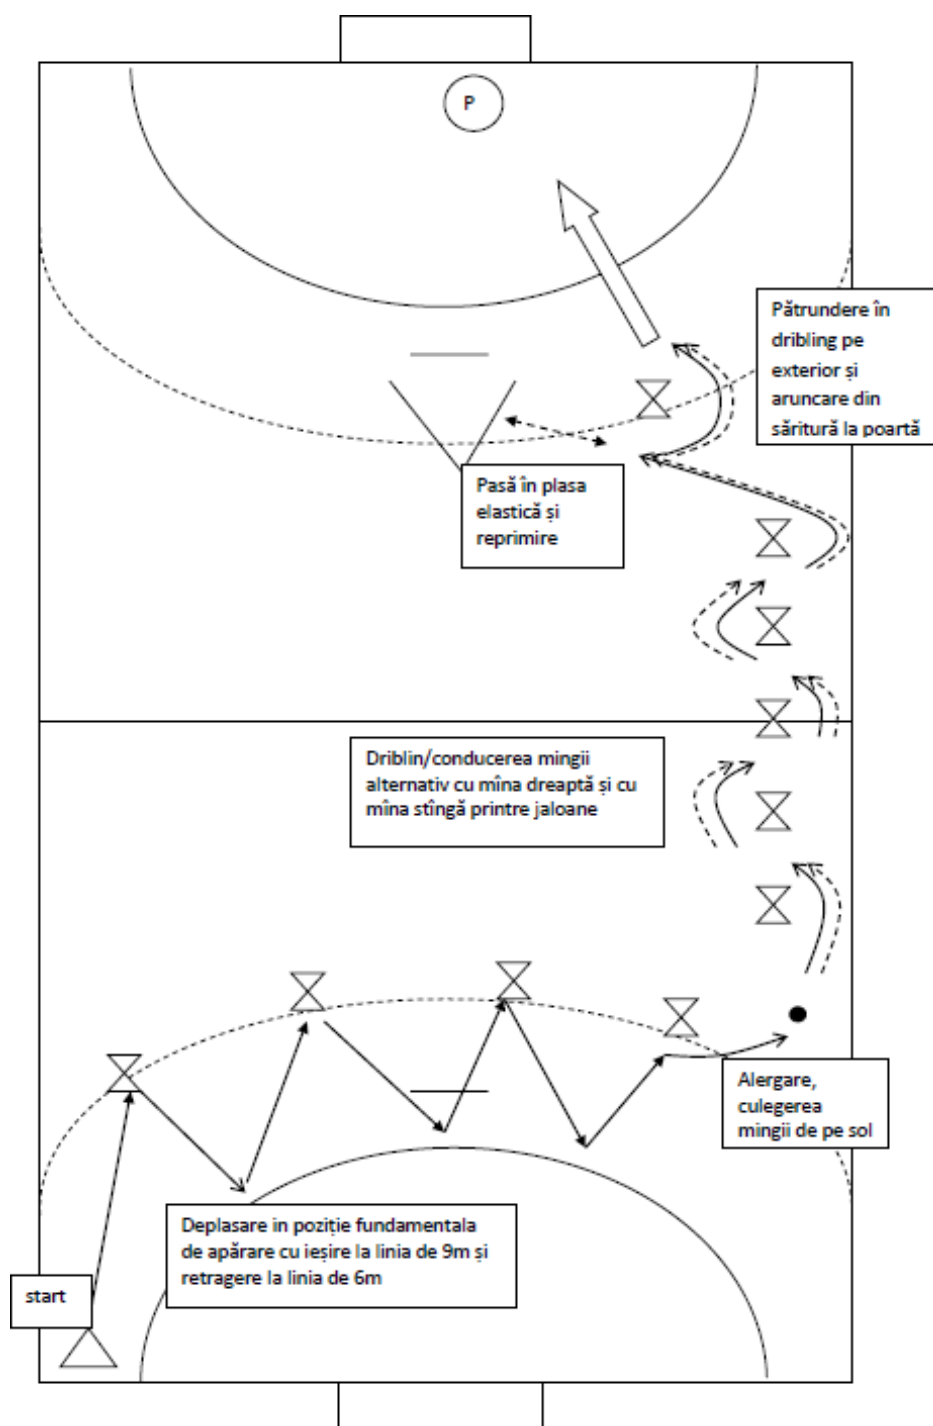 P
Pătrundere în
dribling pe
exterior și
aruncare din
săritură la poartă
Pasă în plasa
elastică și
reprimire
Driblin/conducerea mingii
alternativ cu mîna dreaptă și cu
mîna stîngă printre jaloane
Alergare,
culegerea
mingii de pe sol
Deplasare in poziție fundamentala
de apărare cu ieșire la linia de 9m și
retragere la linia de 6m
start